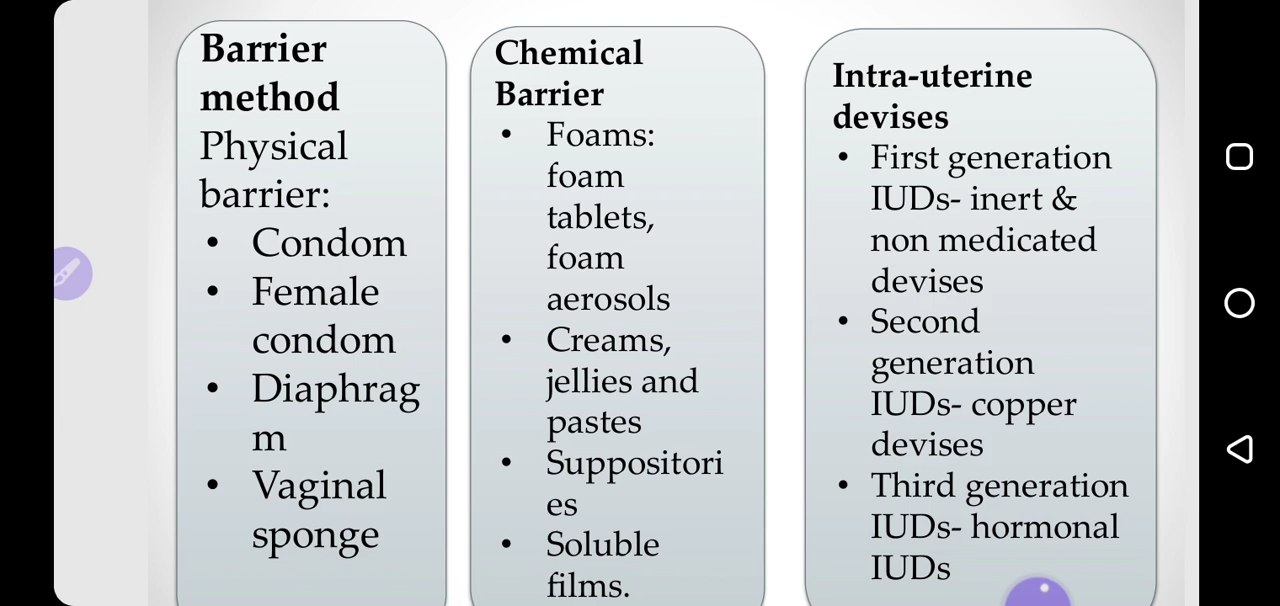 Barrier
method
Physical
barrier:
• Condom
• Female
condom
• Diaphrag
m
• Vaginal
sponge
Chemical
Barrier
• Foams:
foam
tablets,
foam
aerosols
• Creams,
jellies and
pastes
• Suppositori
es
• Soluble
films.
Intra-uterine
devises
• First generation
IUDs- inert &
non medicated
devises
• Second
generation
IUDs- copper
devises
• Third generation
IUDs- hormonal
IUDs